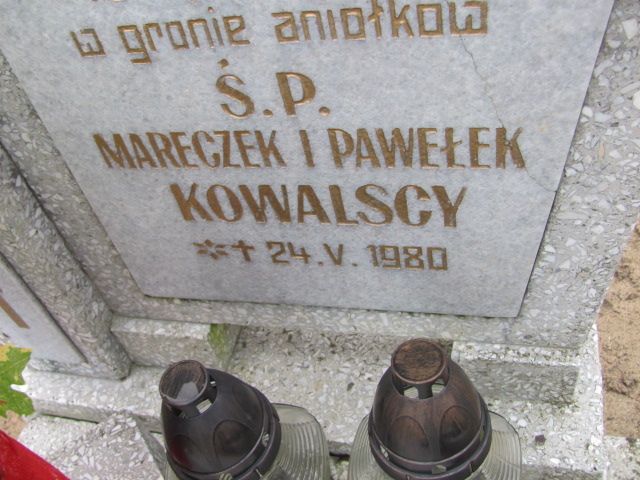 w gronie aniołków
Ś.P.
MARECZEK I PAWEŁEK
KOWALSCY
*+ 24.V.1980